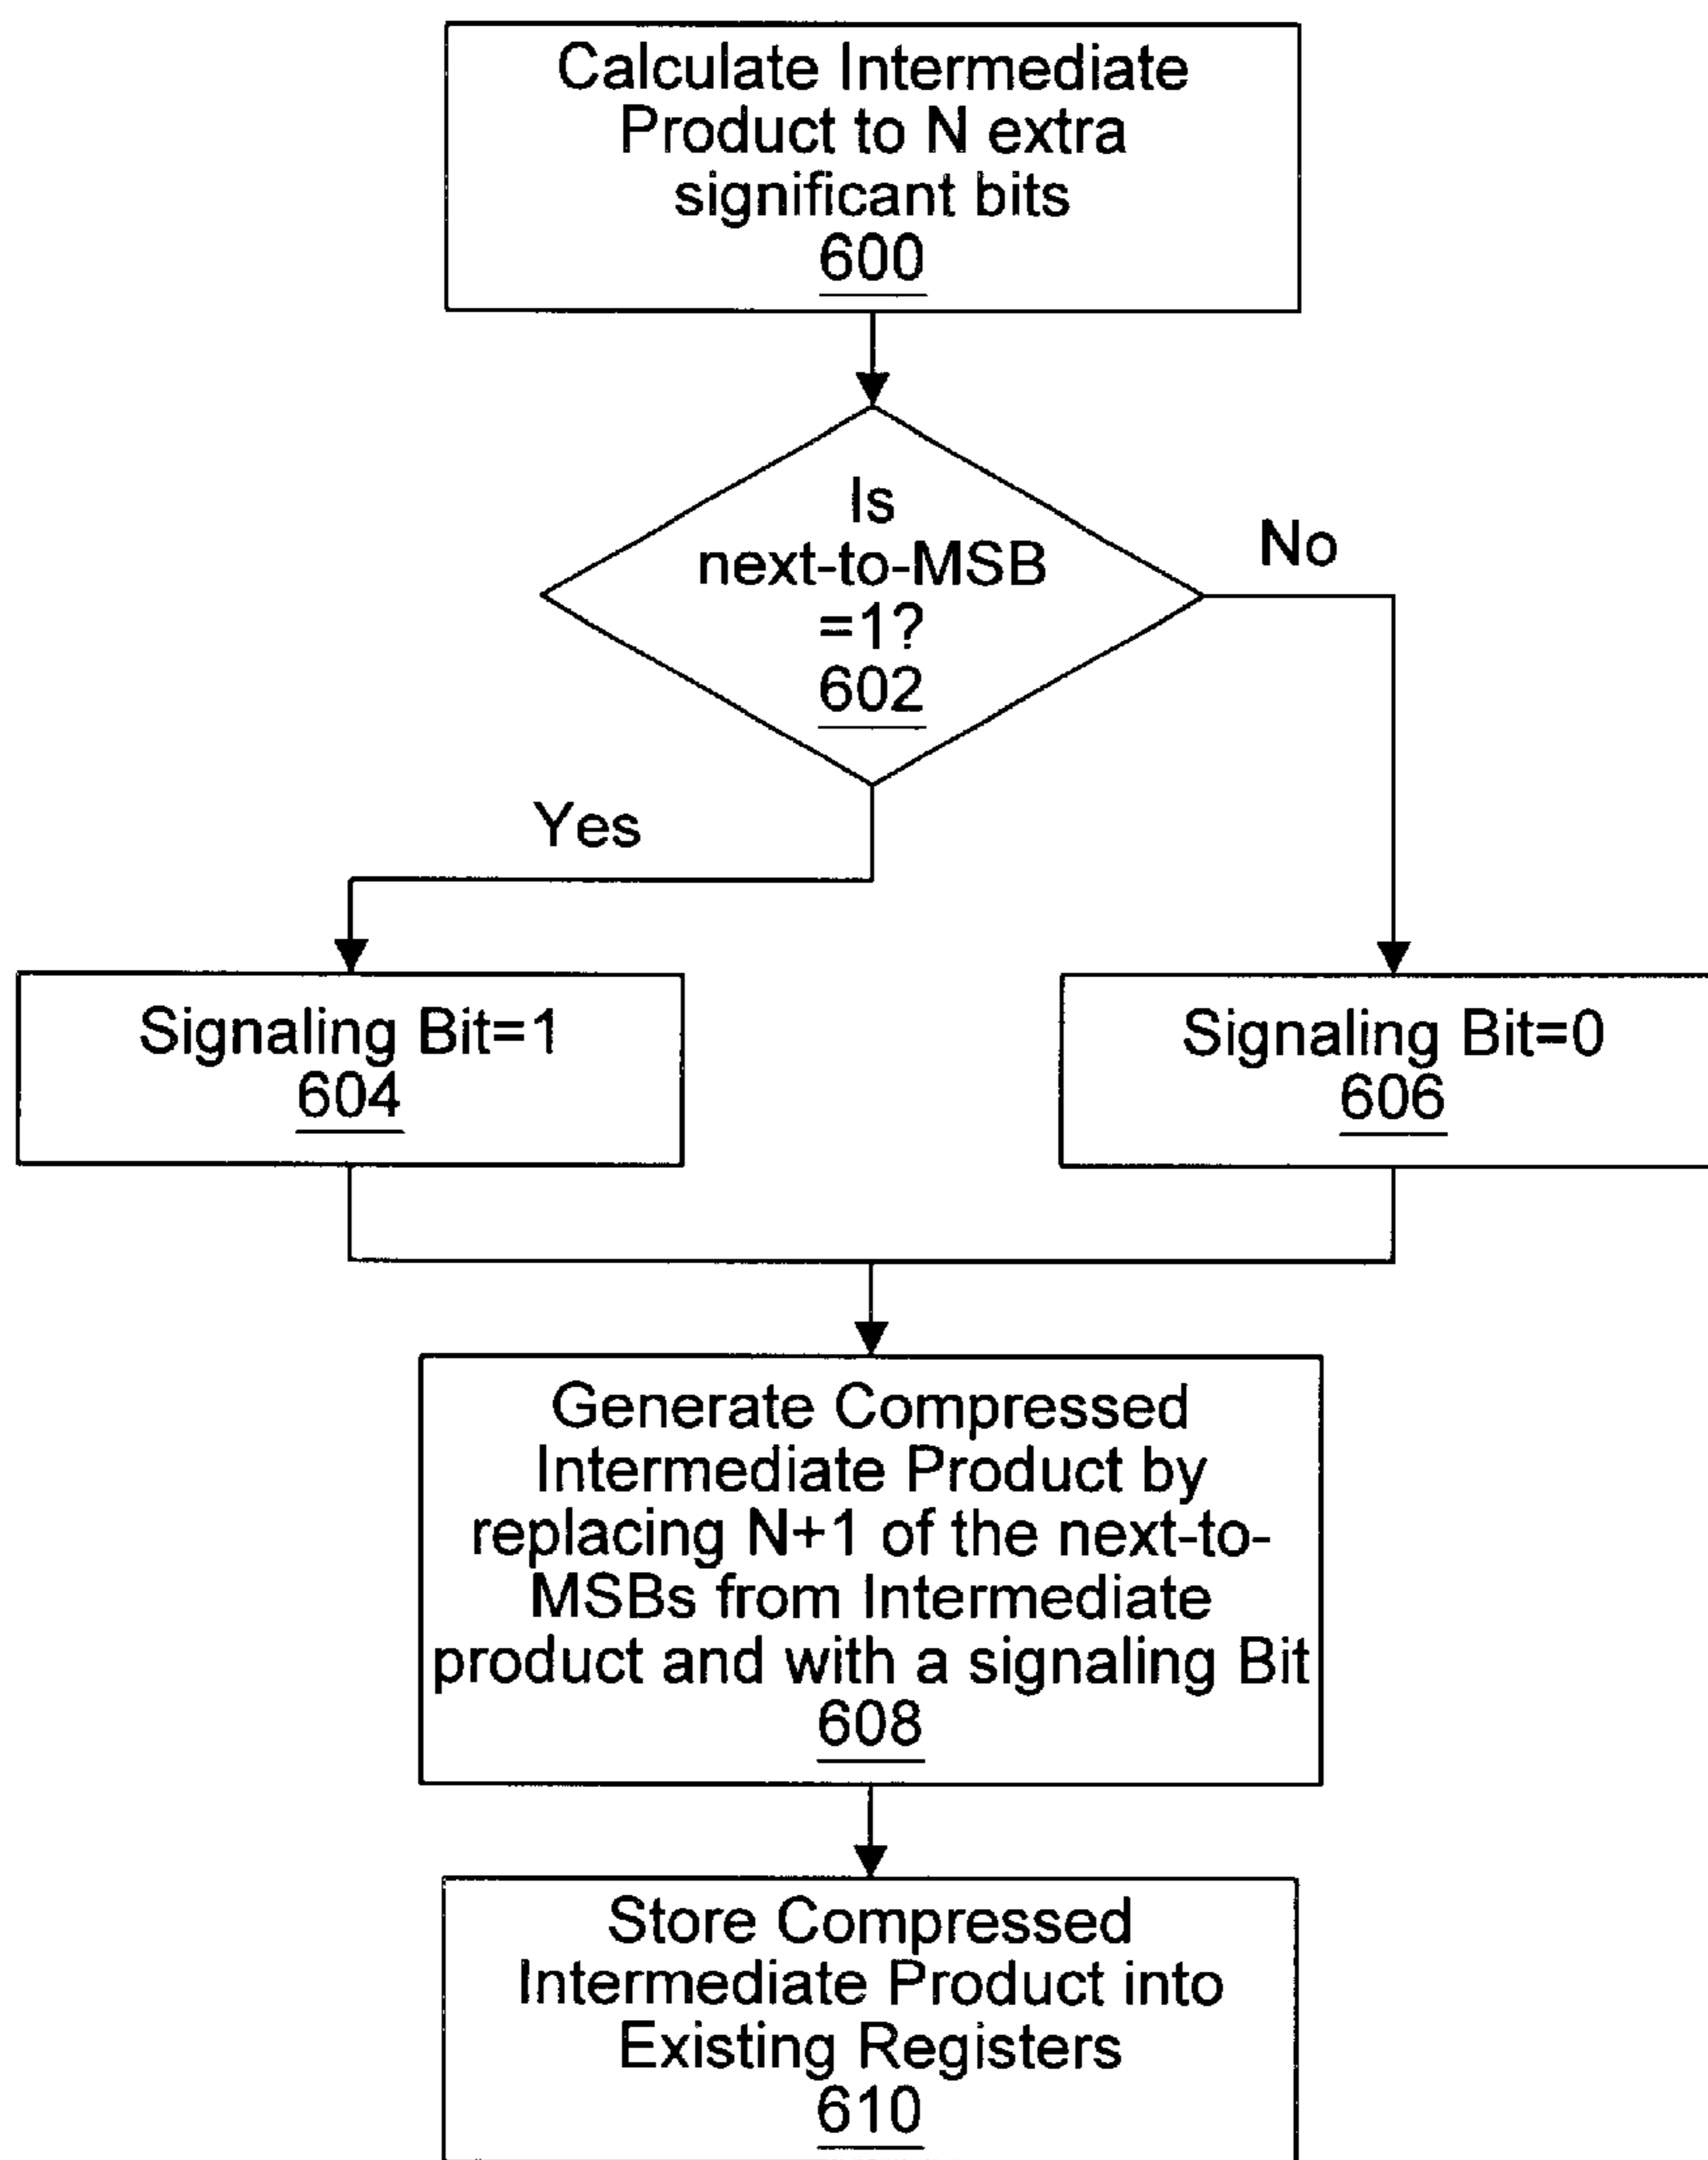 Calculate Intermediate
Product to N extra
significant bits
600
Is
next-to-MSB
=1?
602
No
Yes
Signaling Bit=1
604
Signaling Bit=0
606
Generate Compressed
Intermediate Product by
replacing N+1 of the next-to-
MSBs from Intermediate
product and with a signaling Bit
608
Store Compressed
Intermediate Product into
Existing Registers
610